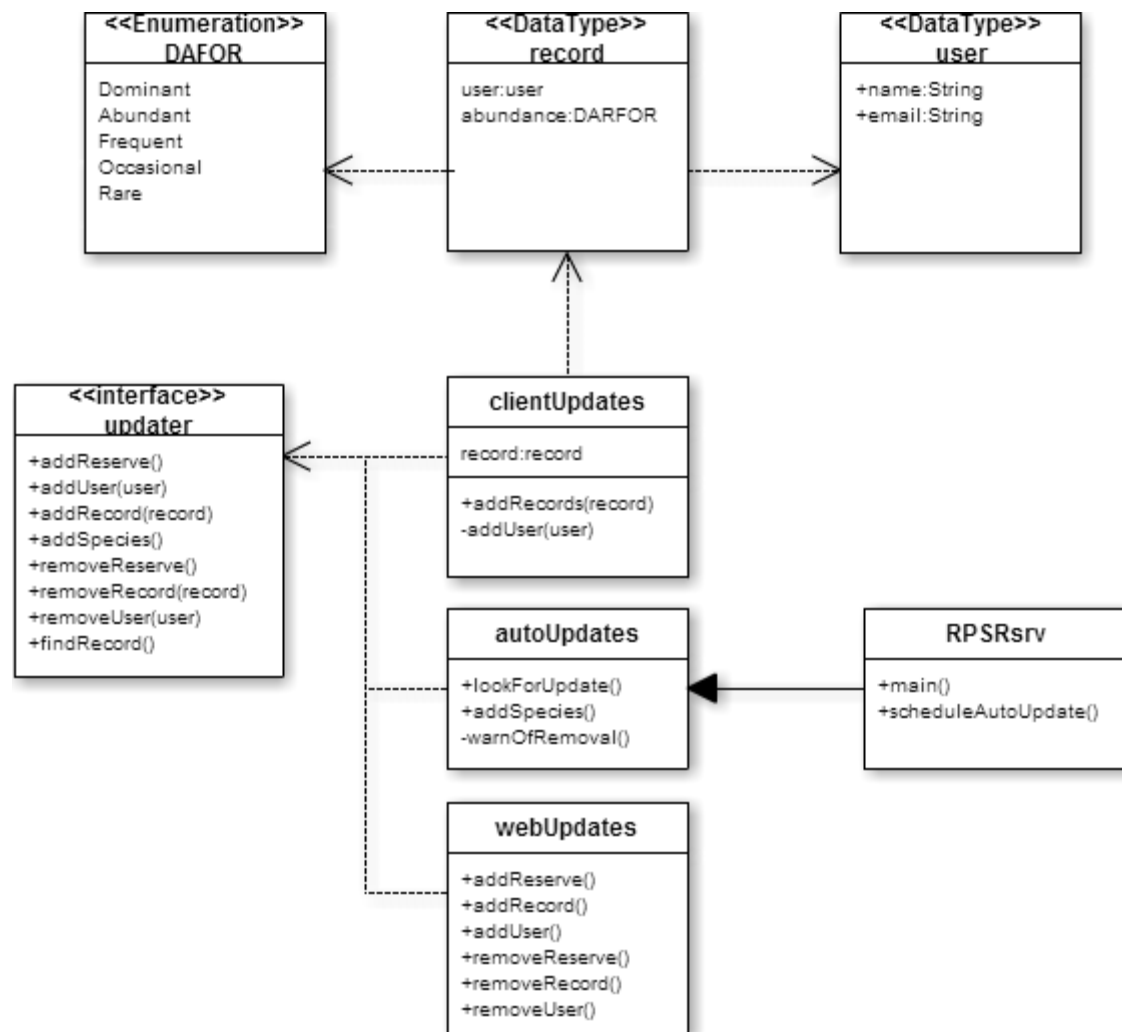 <<Enumeration>>
DAFOR
Dominant
Abundant
Frequent
Occasional
Rare
<<DataType>>
record
user:user
abundance:DARFOR
<<DataType>>
user
+name:String
+email:String
<<interface>>
updater
+addReserve()
+addUser(user)
+addRecord(record)
+addSpecies()
+removeReserve()
+removeRecord(record)
+removeUser(user)
+findRecord()
clientUpdates
record:record
+addRecords(record)
-addUser(user)
autoUpdates
+lookForUpdate()
+addSpecies()
-warnOfRemoval()
RPSRsrv
+main()
+scheduleAutoUpdate()
webUpdates
+addReserve()
+addRecord()
+addUser()
+removeReserve()
+removeRecord()
+removeUser()